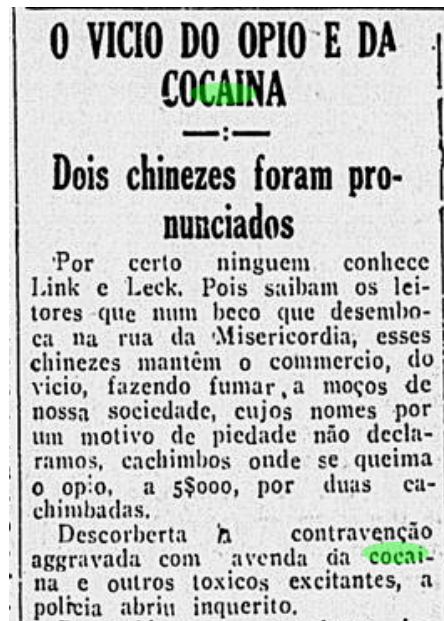 O VICIO DO OPIO E DA
COCAINA
—:—
Dois chinezes foram pro-
nunciados
Por certo ninguem conhece
Link e Leck. Pois saibam os lei-
tores que num beco que desembo-
ca na rua da Misericordia, esses
chinezes mantêm o commercio, do
vicio, fazendo fumar, a moços de
nossa sociedade, cujos nomes por
um motivo de piedade não decla-
ramos, cachimbos onde se queima
o opio, a 5$000, por duas ca-
chimbadas.
Descorberta a contravenção
aggravada com avenda da cocai-
na e outros toxicos excitantes, a
policia abriu inquerito.